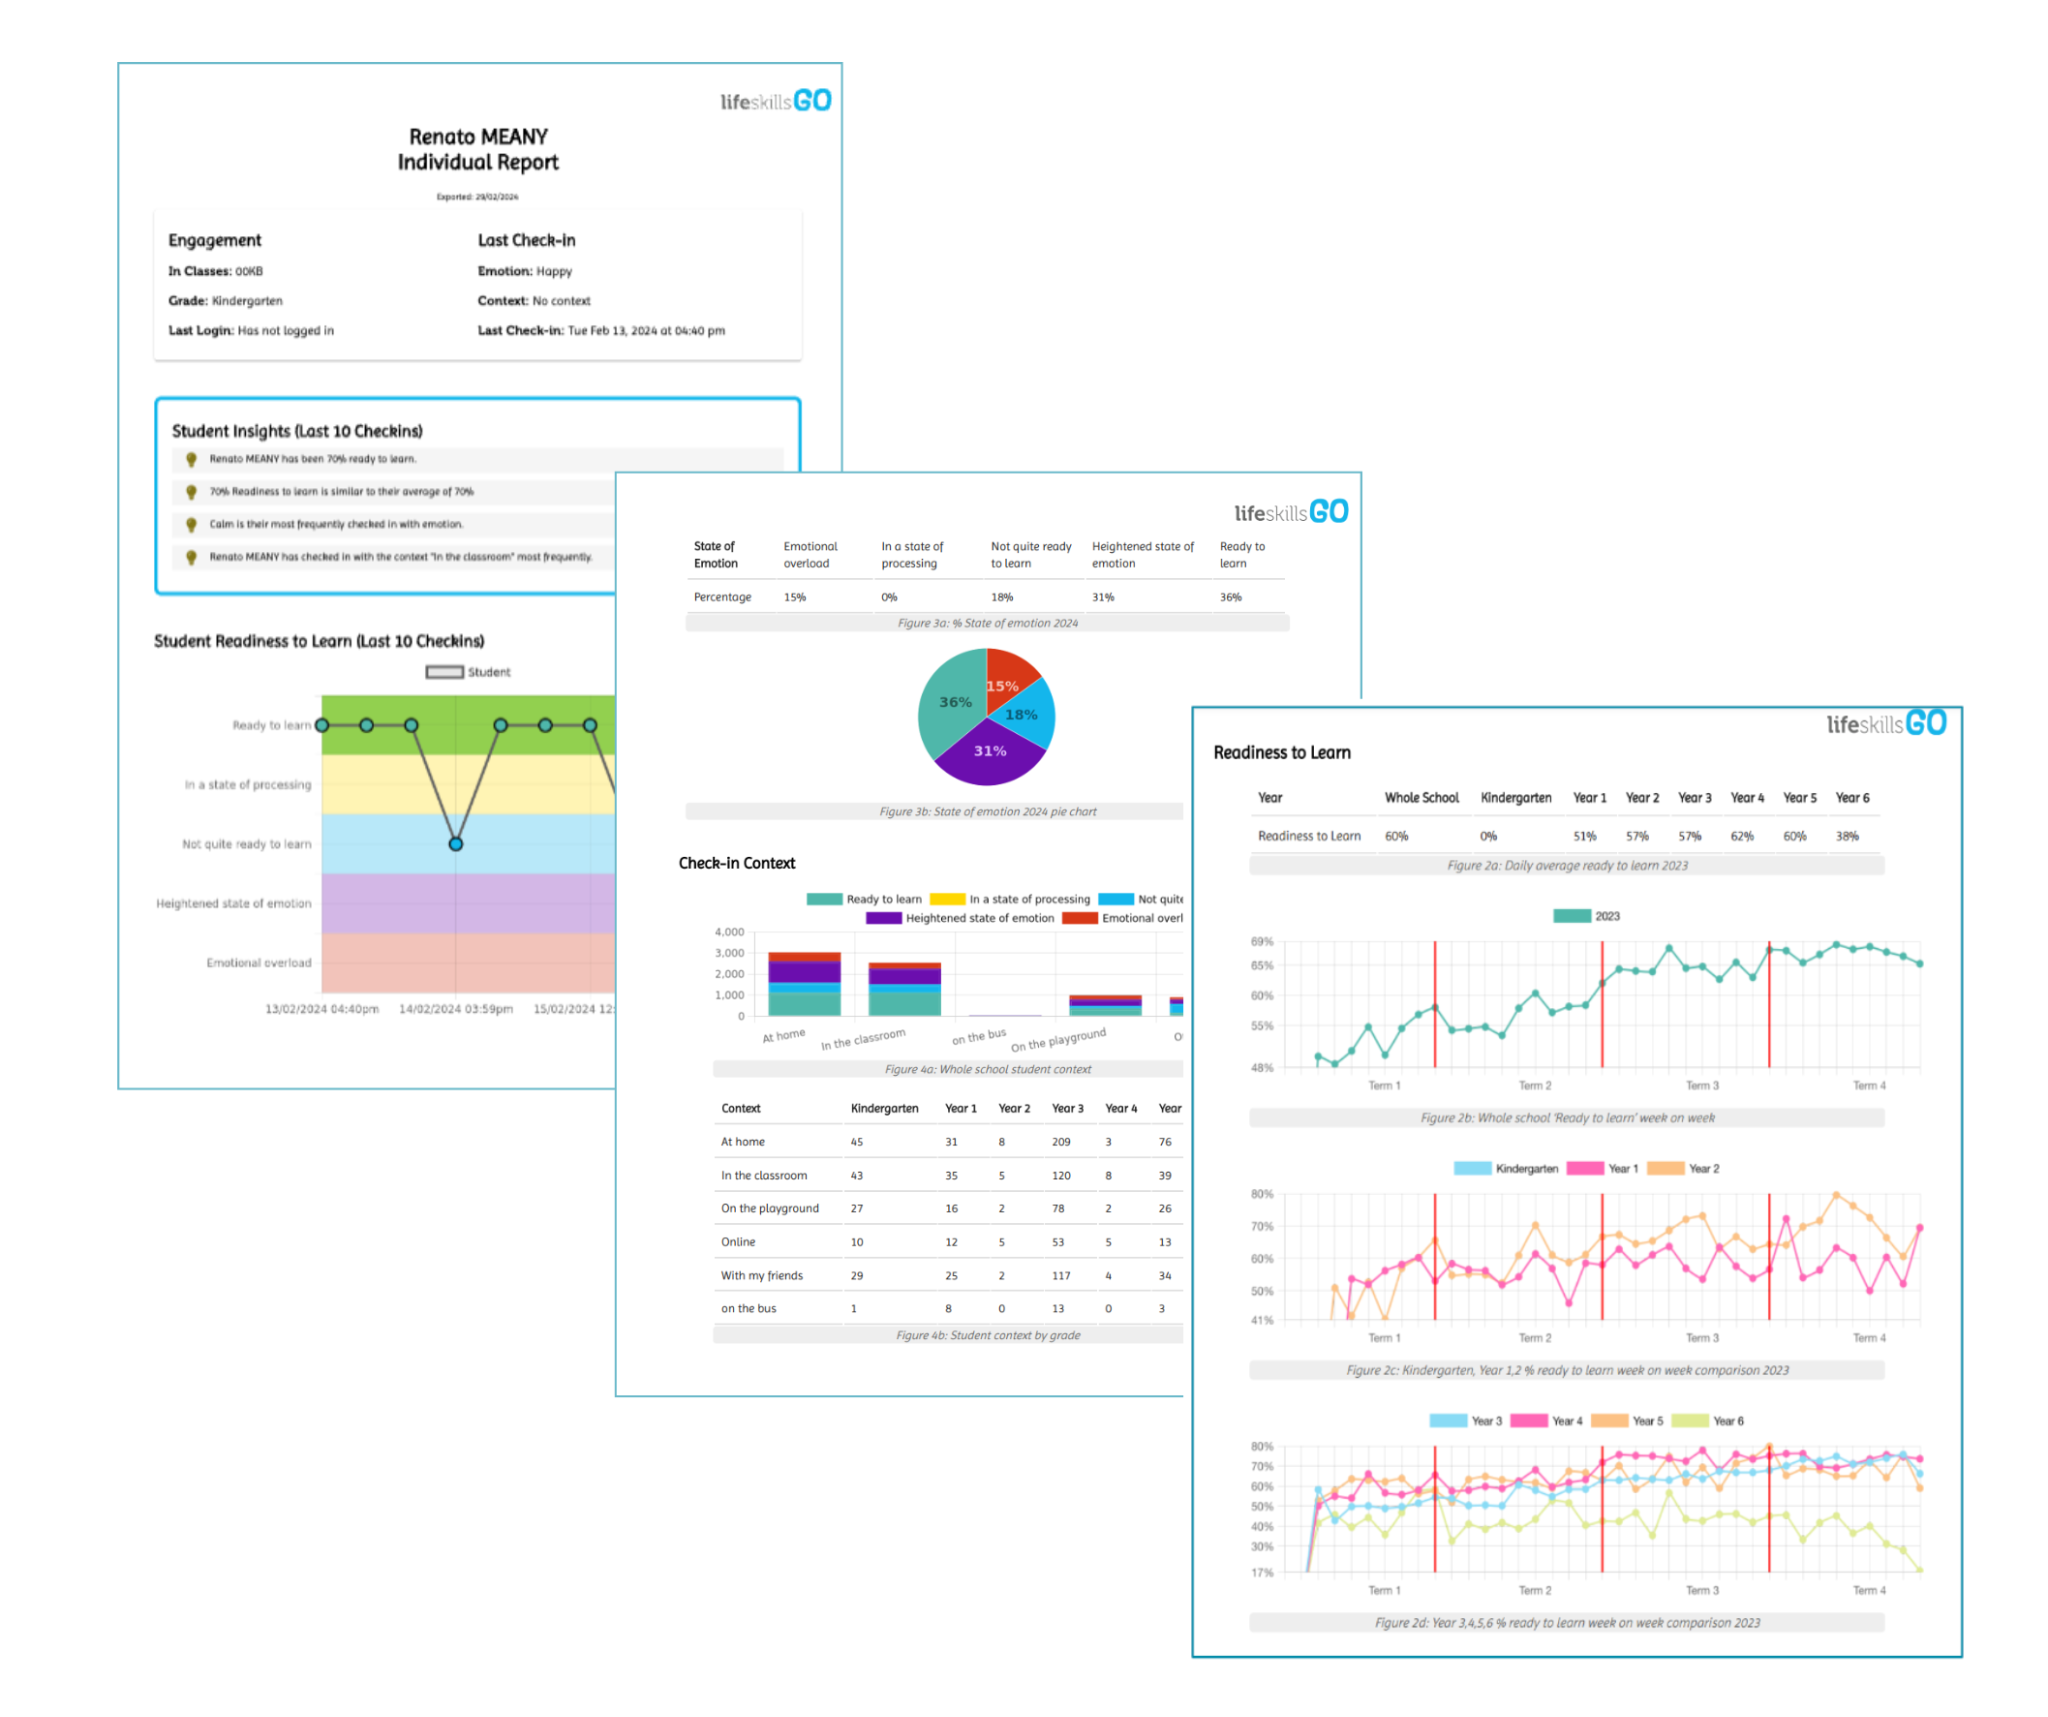 lifeskillsGO
Renato MEANY
Individual Report
Exported: 29/02/2024
Engagement
In Classes: 00KB
Grade: Kindergarten
Last Login: Has not logged in
Last Check-in
Emotion: Happy
Context: No context
Last Check-in: Tue Feb 13, 2024 at 04:40 pm
Student Insights (Last 10 Checkins)
Renato MEANY has been 70% ready to learn.
70% Readiness to learn is similar to their average of 70%
Calm is their most frequently checked in with emotion.
Renato MEANY has checked in with the context "In the classroom" most frequently.
Student Readiness to Learn (Last 10 Checkins)
Student
Ready to learn
In a state of processing
Not quite ready to learn
Heightened state of emotion
Emotional overload
13/02/2024 04:40pm 14/02/2024 03:59pm 15/02/2024 12:
lifeskillsGO
State of Emotion Emotional overload In a state of processing Not quite ready to learn Heightened state of emotion Ready to learn
Percentage 15% 0% 18% 31% 36%
Figure 3a: % State of emotion 2024
15%
36%
18%
31%
Figure 3b: State of emotion 2024 pie chart
Check-in Context
Ready to learn In a state of processing Not quite
Heightened state of emotion Emotional overl
4,000
3,000
2,000
1,000
0
At home In the classroom on the bus On the playground O
Figure 4a: Whole school student context
Context Kindergarten Year 1 Year 2 Year 3 Year 4 Year
At home 45 31 8 209 3 76
In the classroom 43 35 5 120 8 39
On the playground 27 16 2 78 2 26
Online 10 12 5 53 5 13
With my friends 29 25 2 117 4 34
on the bus 1 8 0 13 0 3
Figure 4b: Student context by grade
lifeskillsGO
Readiness to Learn
Year Whole School Kindergarten Year 1 Year 2 Year 3 Year 4 Year 5 Year 6
Readiness to Learn 60% 0% 51% 57% 57% 62% 60% 38%
Figure 2a: Daily average ready to learn 2023
2023
69%
65%
60%
55%
48%
Term 1 Term 2 Term 3 Term 4
Figure 2b: Whole school 'Ready to learn' week on week
Kindergarten Year 1 Year 2
80%
70%
60%
50%
41%
Term 1 Term 2 Term 3 Term 4
Figure 2c: Kindergarten, Year 1,2 % ready to learn week on week comparison 2023
Year 3 Year 4 Year 5 Year 6
80%
70%
60%
50%
40%
30%
17%
Term 1 Term 2 Term 3 Term 4
Figure 2d: Year 3,4,5,6 % ready to learn week on week comparison 2023